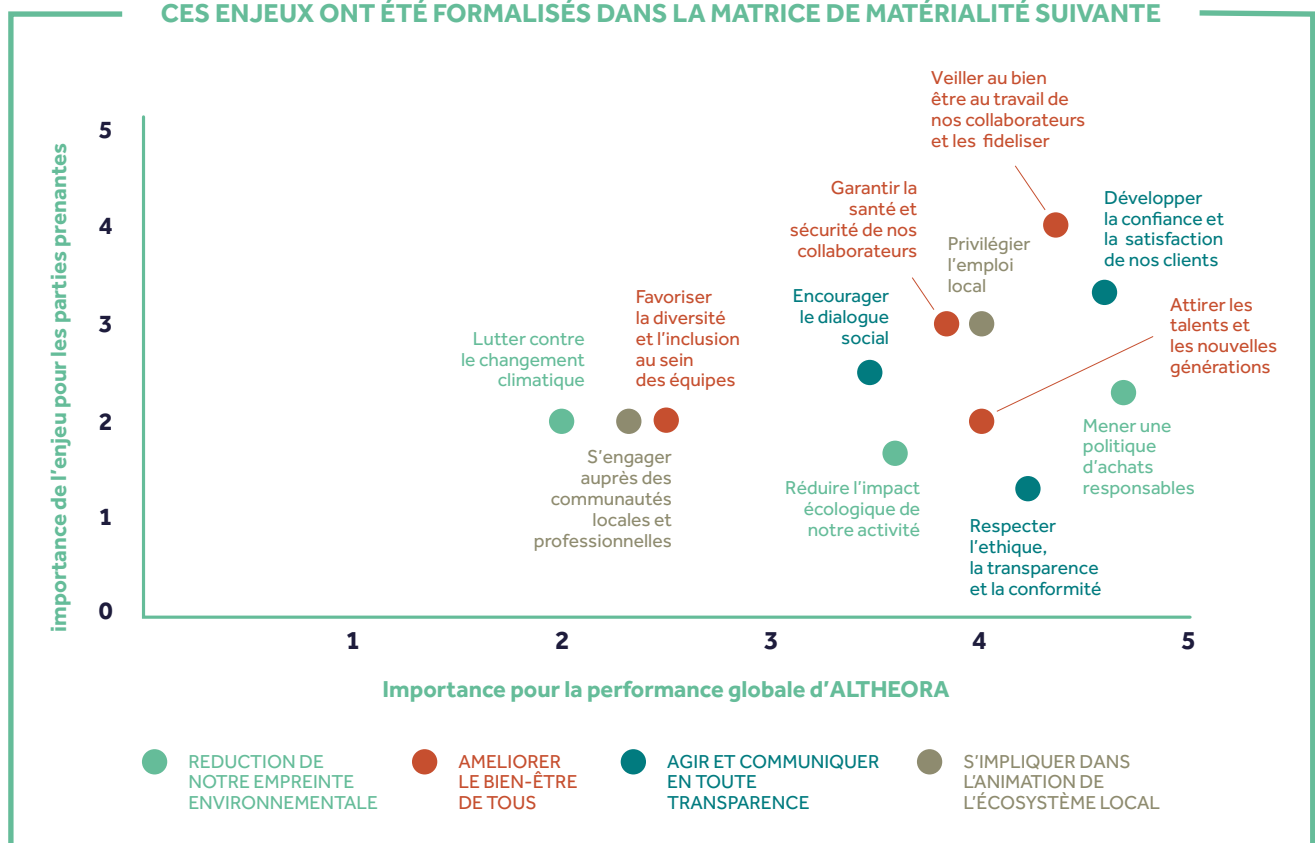 CES ENJEUX ONT ÉTÉ FORMALISÉS DANS LA MATRICE DE MATÉRIALITÉ SUIVANTE
importance de l'enjeu pour les parties prenantes
5
4
3
2
1
0
Veiller au bien
être au travail de
nos collaborateurs
et les fideliser
Garantir la
santé et
sécurité de nos
collaborateurs
Privilégier
l'emploi
local
Développer
la confiance et
la satisfaction
de nos clients
Encourager
le dialogue
social
Favoriser
la diversité
et l'inclusion
au sein
des équipes
Lutter contre
le changement
climatique
Attirer les
talents et
les nouvelles
générations
S'engager
auprès des
communautés
locales et
professionnelles
Réduire l'impact
écologique de
notre activité
Mener une
politique
d'achats
responsables
Respecter
l'ethique,
la transparence
et la conformité
1
2
3
4
5
Importance pour la performance globale d'ALTHEORA
REDUCTION DE
NOTRE EMPREINTE
ENVIRONNEMENTALE
AMELIORER
LE BIEN-ÊTRE
DE TOUS
AGIR ET COMMUNIQUER
EN TOUTE
TRANSPARENCE
S'IMPLIQUER DANS
L'ANIMATION DE
L'ÉCOSYSTÈME LOCAL